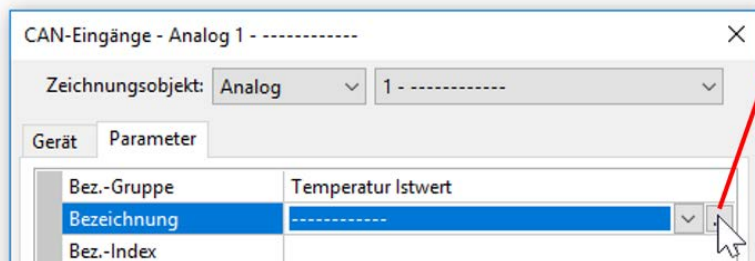 CAN-Eingänge - Analog 1 - ------------
Zeichnungsobjekt: Analog 1 - ------------
Gerät Parameter
Bez.-Gruppe Temperatur Istwert
Bezeichnung ------------
Bez.-Index